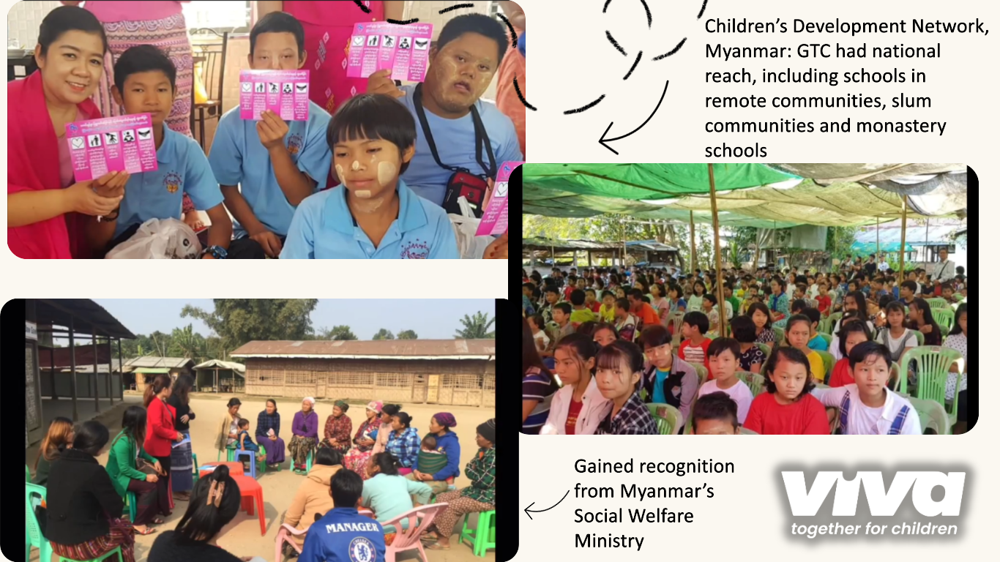 Children’s Development Network,
Myanmar: GTC had national
reach, including schools in
remote communities, slum
communities and monastery
schools
MANAGER
Gained recognition
from Myanmar’s
Social Welfare
Ministry
viva
together for children